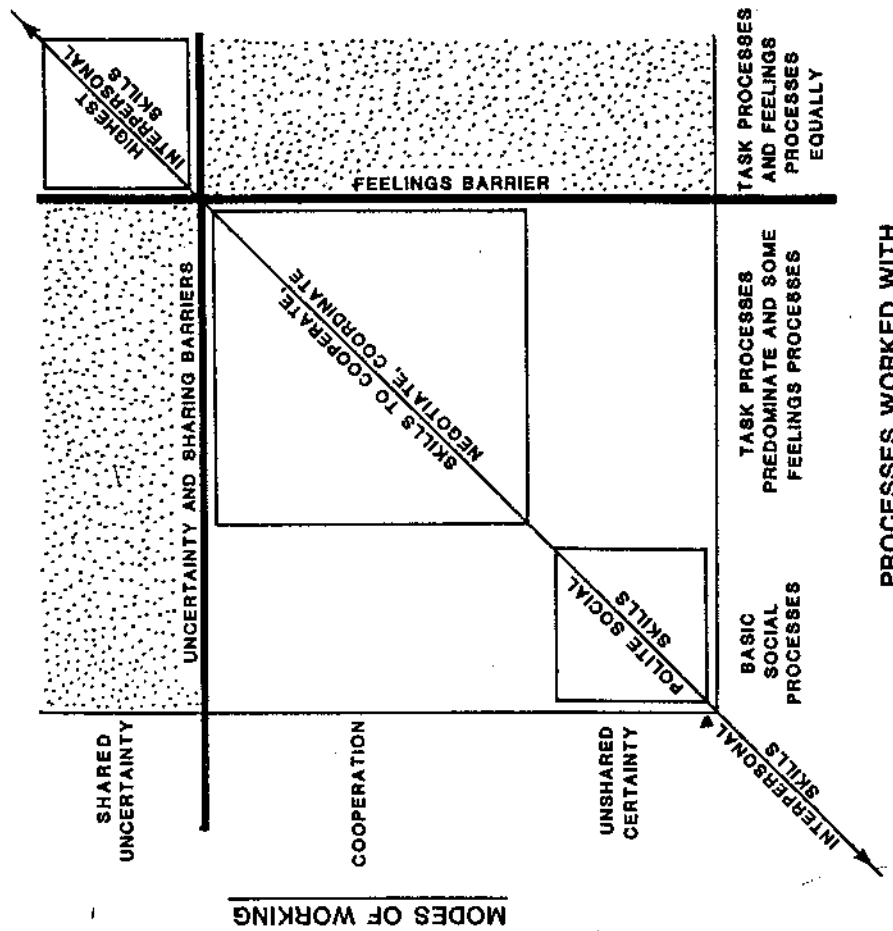 HIGHEST
INTERPERSONAL
SKILLS
UNCERTAINTY AND SHARING BARRIERS
FEELINGS BARRIER
SKILLS TO COOPERATE,
NEGOTIATE, COORDINATE
POLITE SOCIAL
SKILLS
INTERPERSONAL
SKILLS
MODES OF WORKING
SHARED
UNCERTAINTY
COOPERATION
UNSHARED
CERTAINTY
BASIC
SOCIAL
PROCESSES
TASK PROCESSES
PREDOMINATE AND SOME
FEELINGS PROCESSES
TASK PROCESSES
AND FEELINGS
PROCESSES
EQUALLY
PROCESSES WORKED WITH